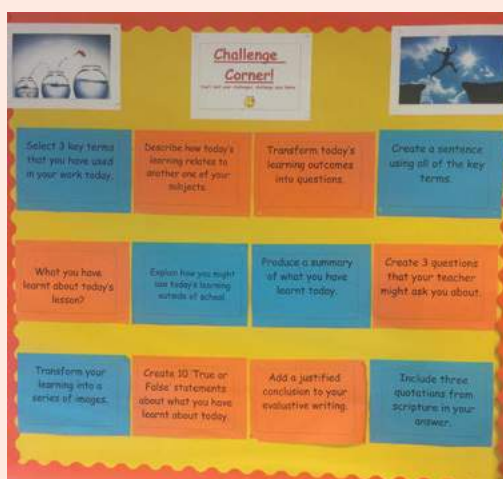 Challenge
Corner!
Select 3 key terms
that you have used
in your work today.
Describe how today's
learning relates to
another one of your
subjects.
Transform today's
learning outcomes
into questions.
Create a sentence
using all of the key
terms.
What you have
learnt about today's
lesson?
Explain how you might
use today's learning
outside of school.
Produce a summary
of what you have
learnt today.
Create 3 questions
that your teacher
might ask you about.
Transform your
learning into a
series of images.
Create 10 'True or
False' statements
about what you have
learnt about today.
Add a justified
conclusion to your
evaluative writing.
Include three
quotations from
scripture in your
answer.